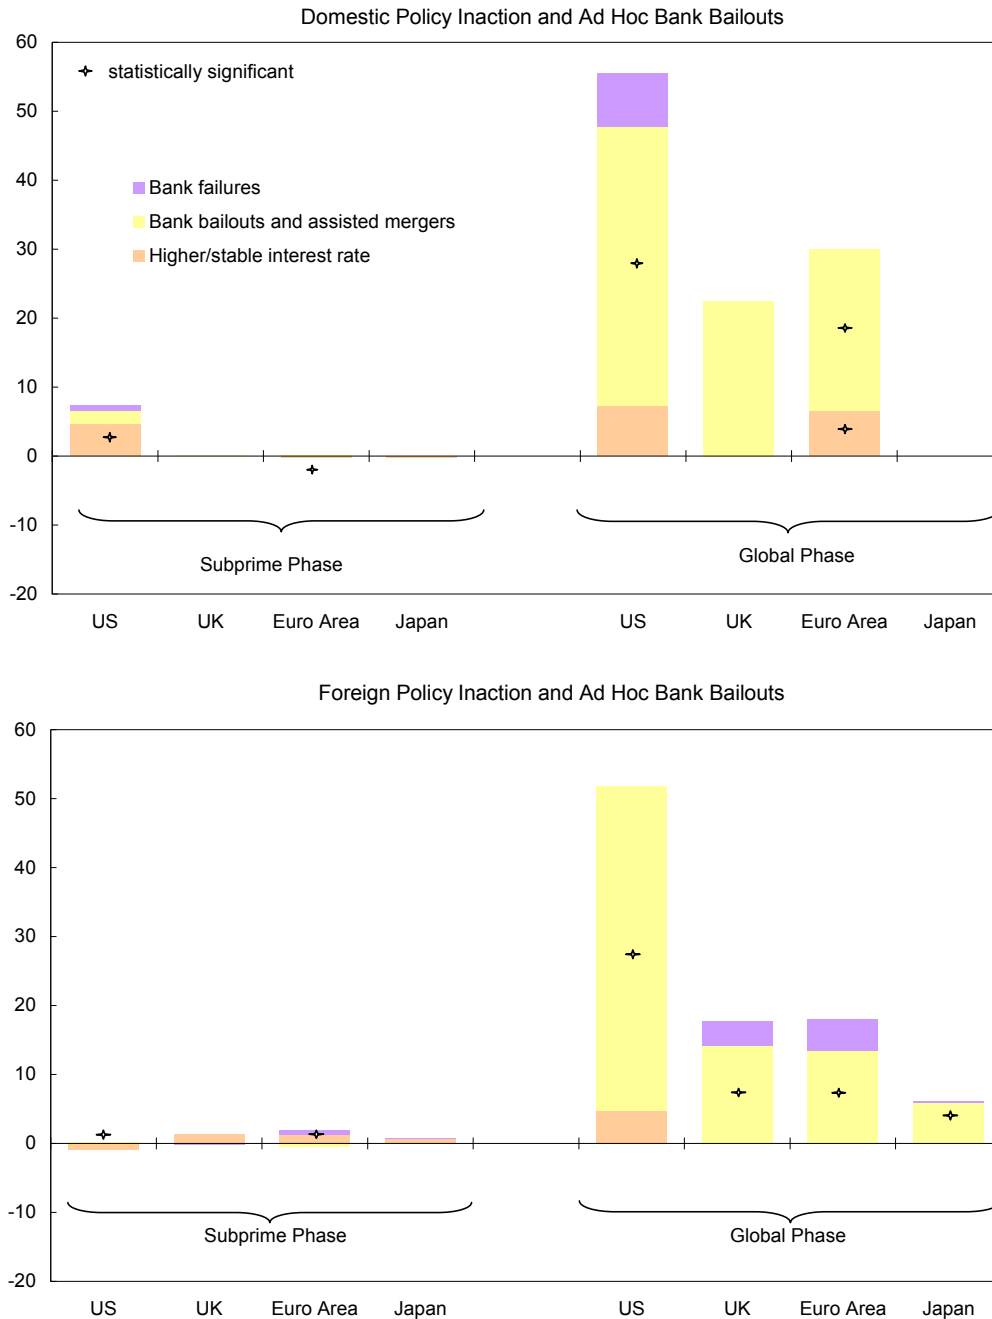 Domestic Policy Inaction and Ad Hoc Bank Bailouts
60
statistically significant
50
40
Bank failures
Bank bailouts and assisted mergers
30
Higher/stable interest rate
20
10
0
-10
Subprime Phase
Global Phase
-20
US UK Euro Area Japan US UK Euro Area Japan
Foreign Policy Inaction and Ad Hoc Bank Bailouts
60
50
40
30
20
10
0
-10
Subprime Phase
Global Phase
-20
US UK Euro Area Japan US UK Euro Area Japan